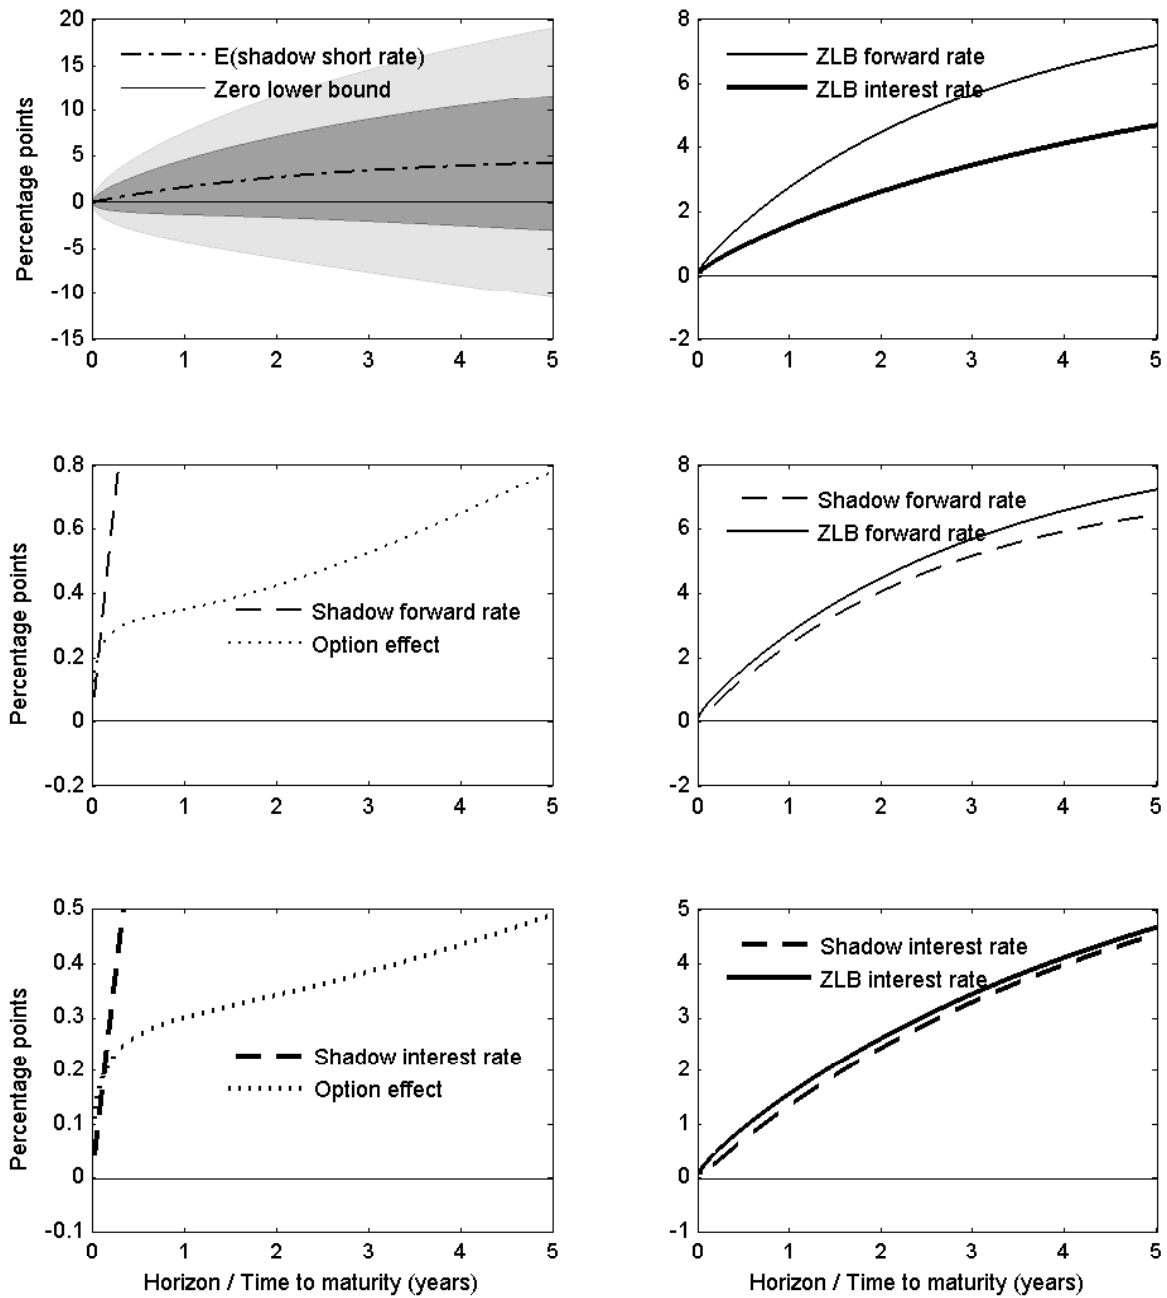 20
15
10
5
0
-5
-10
-15
Percentage points
E(shadow short rate)
Zero lower bound
0 1 2 3 4 5
8
6
4
2
0
-2
ZLB forward rate
ZLB interest rate
0 1 2 3 4 5
0.8
0.6
0.4
0.2
0
-0.2
Percentage points
Shadow forward rate
Option effect
0 1 2 3 4 5
8
6
4
2
0
-2
Shadow forward rate
ZLB forward rate
0 1 2 3 4 5
0.5
0.4
0.3
0.2
0.1
0
-0.1
Percentage points
Shadow interest rate
Option effect
0 1 2 3 4 5
Horizon / Time to maturity (years)
5
4
3
2
1
0
-1
Shadow interest rate
ZLB interest rate
0 1 2 3 4 5
Horizon / Time to maturity (years)